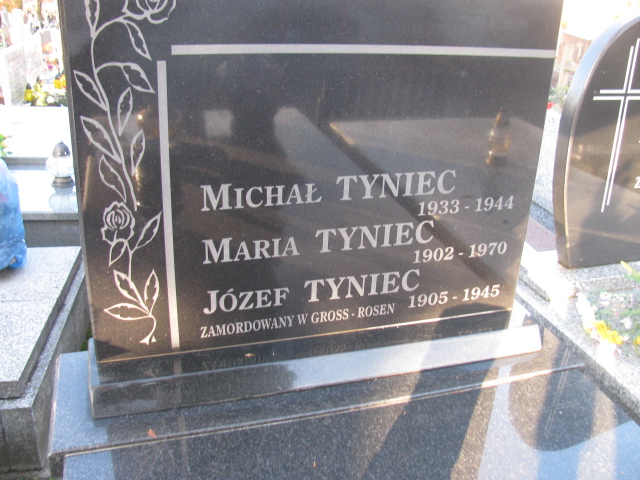 MICHAŁ TYNIEC
1933 - 1944
MARIA TYNIEC
1902 - 1970
JÓZEF TYNIEC
1905 - 1945
ZAMORDOWANY W GROSS - ROSEN